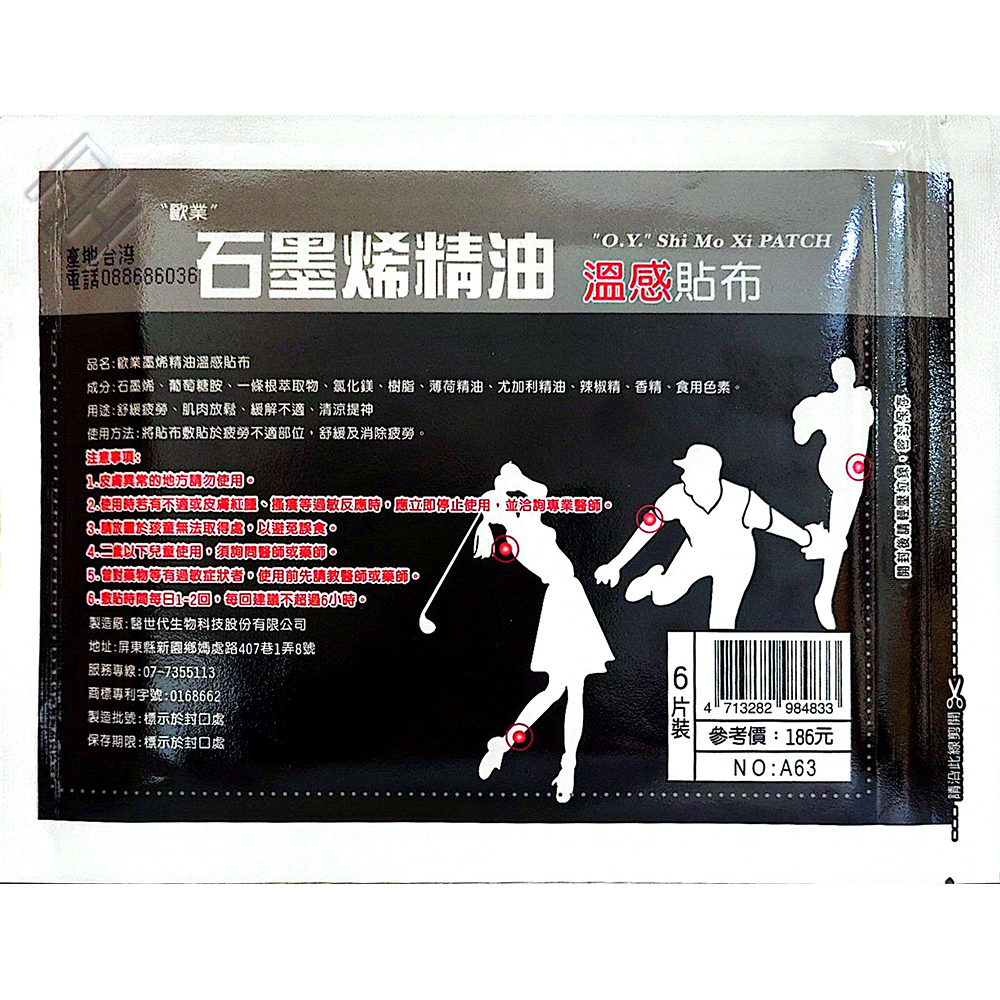 "歐業"
石墨烯精油
"O.Y." Shi Mo Xi PATCH
溫感貼布
產地台灣
電話088686036
品名:歐業墨烯精油溫感貼布
成分:石墨烯、葡萄糖胺、一條根萃取物、氯化鎂、樹脂、薄荷精油、尤加利精油、辣椒精、香精、食用色素。
用途:舒緩疲勞、肌肉放鬆、緩解不適、清涼提神
使用方法:將貼布敷貼於疲勞不適部位，舒緩及消除疲勞。
注意事項:
1.皮膚異常的地方請勿使用。
2.使用時若有不適或皮膚紅腫、搔癢等過敏反應時，應立即停止使用，並洽詢專業醫師。
3.請放置於孩童無法取得處，以避免誤食。
4.二歲以下兒童使用，須詢問醫師或藥師。
5.曾對藥物等有過敏症狀者，使用前先請教醫師或藥師。
6.敷貼時間每日1~2回，每回建議不超過6小時。
製造廠:醫世代生物科技股份有限公司
地址:屏東縣新園鄉媽處路407巷1弄8號
服務專線:07-7355113
商標專利字號:0168662
製造批號:標示於封口處
保存期限:標示於封口處
6片裝
4 713282 984833
參考價：186元
NO:A63
開封後請輕壓拉鍊，密封保存
請沿此線剪開